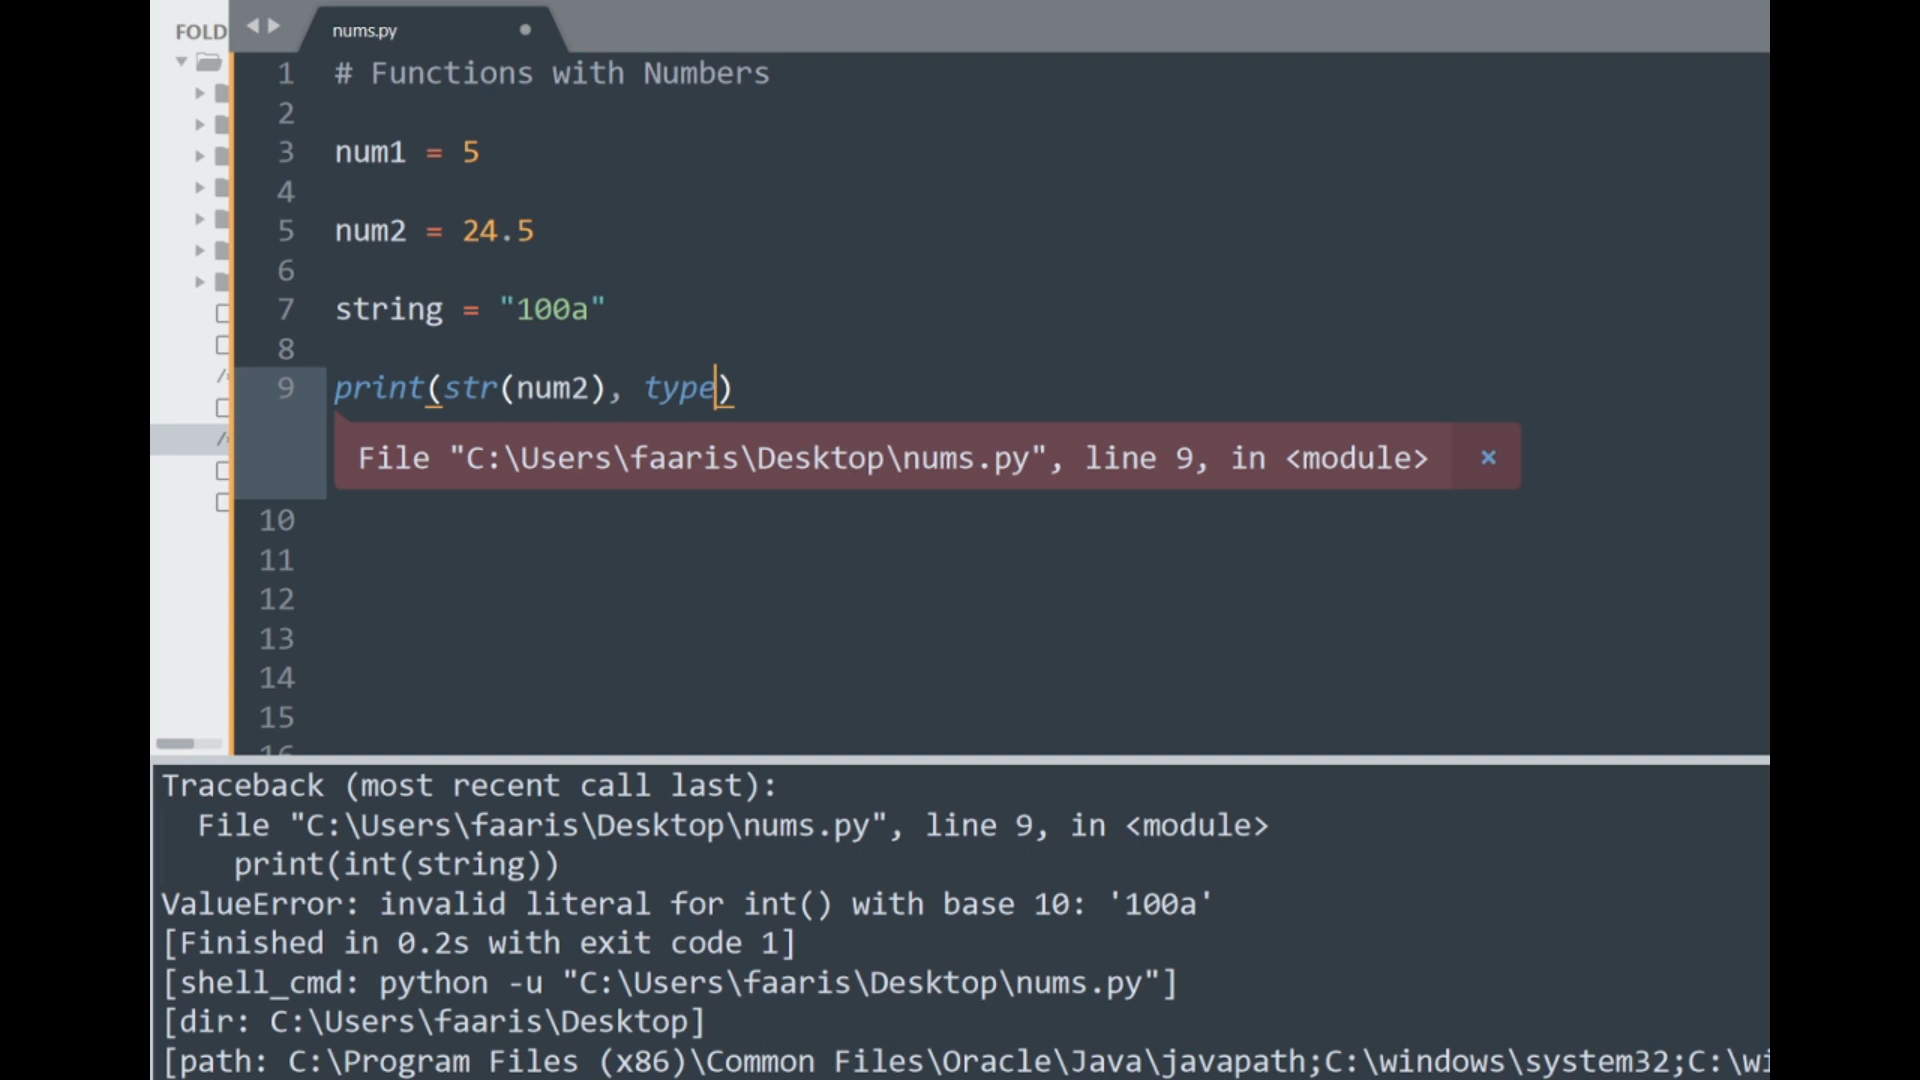 FOLD
nums.py
1 # Functions with Numbers
2
3 num1 = 5
4
5 num2 = 24.5
6
7 string = "100a"
8
9 print(str(num2), type)
File "C:\Users\faaris\Desktop\nums.py", line 9, in <module> ×
10
11
12
13
14
15
16
Traceback (most recent call last):
File "C:\Users\faaris\Desktop\nums.py", line 9, in <module>
print(int(string))
ValueError: invalid literal for int() with base 10: '100a'
[Finished in 0.2s with exit code 1]
[shell_cmd: python -u "C:\Users\faaris\Desktop\nums.py"]
[dir: C:\Users\faaris\Desktop]
[path: C:\Program Files (x86)\Common Files\Oracle\Java\javapath;C:\windows\system32;C:\wi